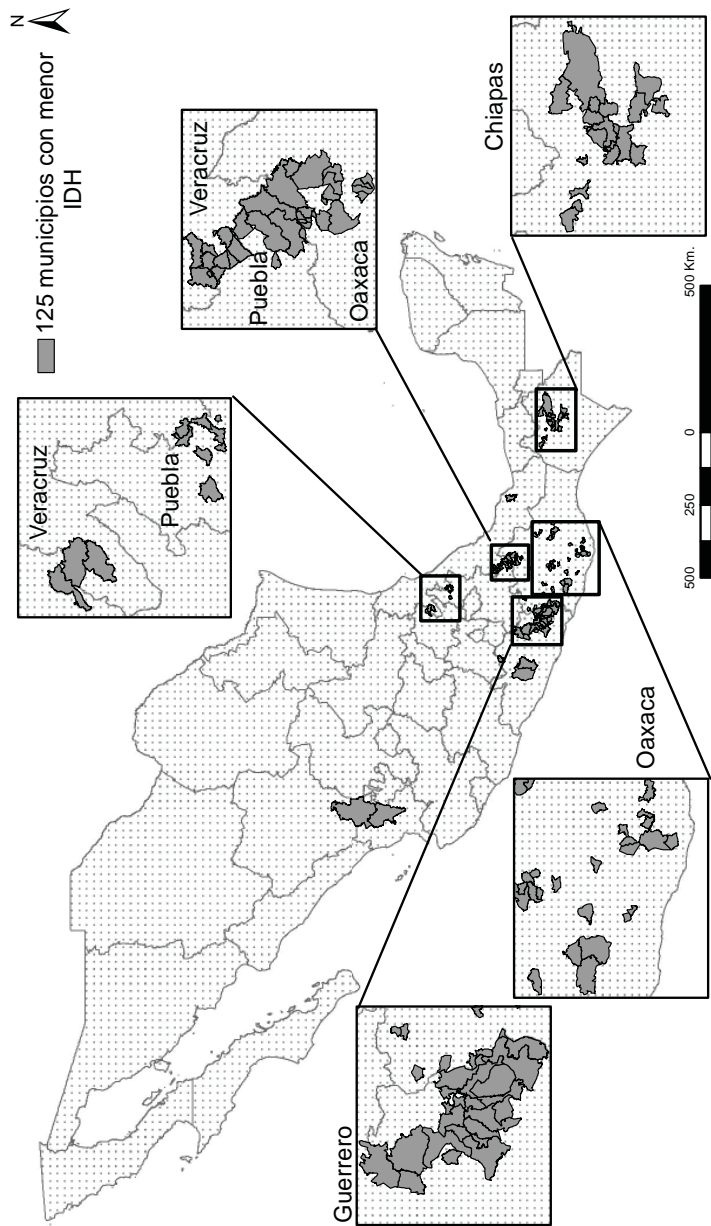 N
125 municipios con menor
IDH
Veracruz
Puebla
Veracruz
Puebla
Oaxaca
Chiapas
Guerrero
Oaxaca
500 250 0 500 Km.